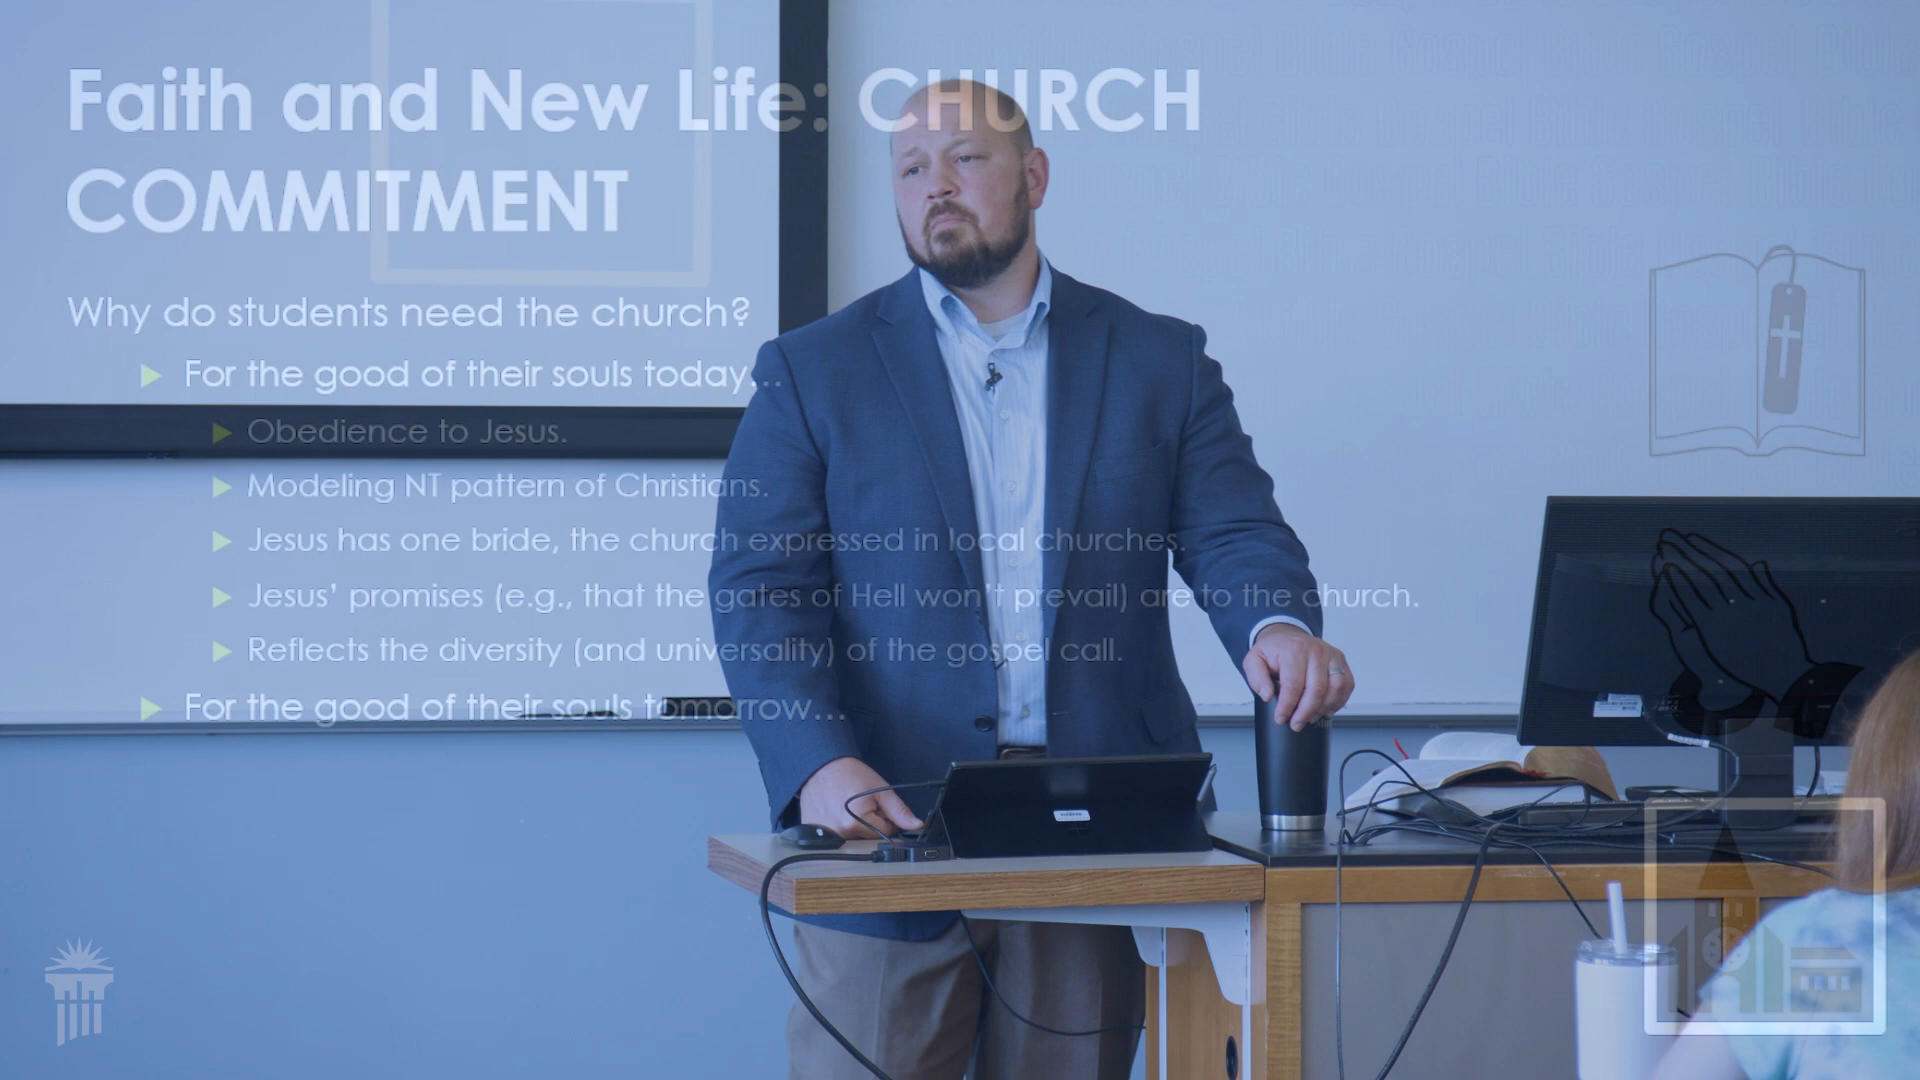 Faith and New Life: CHURCH
COMMITMENT
Why do students need the church?
For the good of their souls today…
Obedience to Jesus.
Modeling NT pattern of Christians.
Jesus has one bride, the church expressed in local churches.
Jesus' promises (e.g., that the gates of Hell won't prevail) are to the church.
Reflects the diversity (and universality) of the gospel call.
For the good of their souls tomorrow…